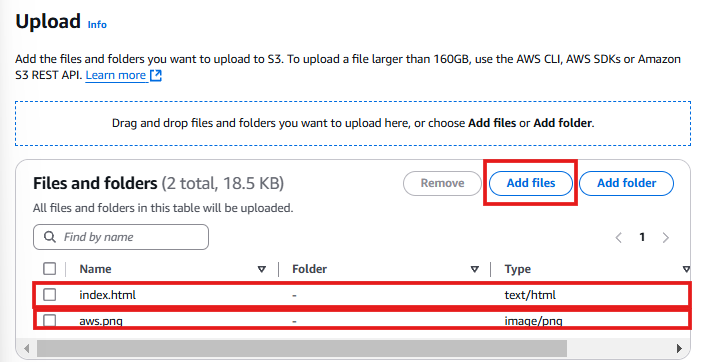 Upload Info
Add the files and folders you want to upload to S3. To upload a file larger than 160GB, use the AWS CLI, AWS SDKs or Amazon
S3 REST API. Learn more
Drag and drop files and folders you want to upload here, or choose Add files or Add folder.
Files and folders (2 total, 18.5 KB) Remove Add files Add folder
All files and folders in this table will be uploaded.
Find by name 1
Name Folder Type
index.html - text/html
aws.png - image/png